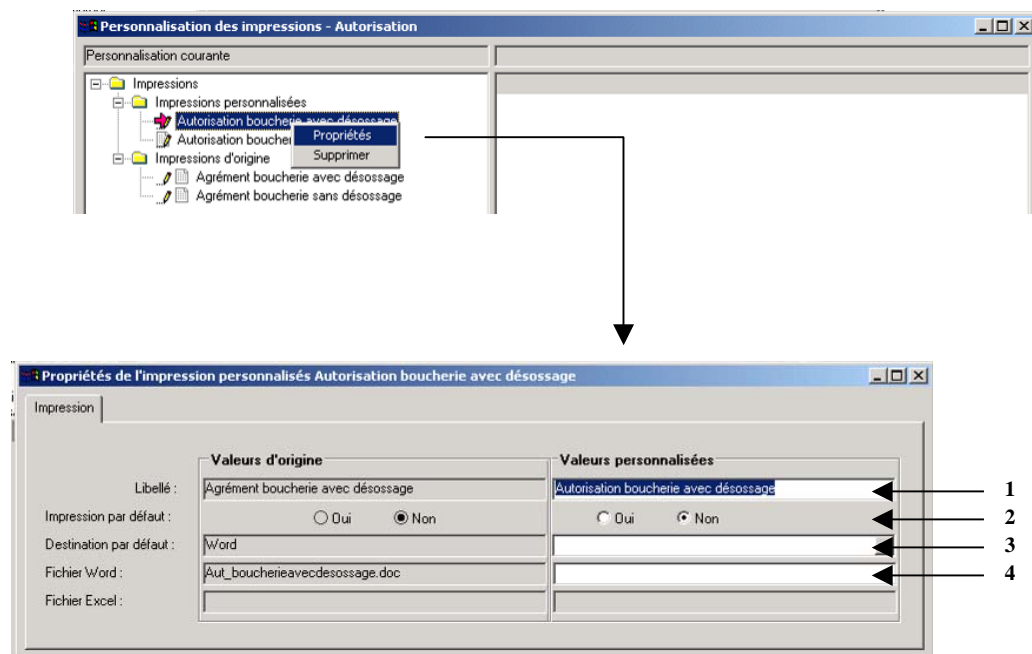 Personnalisation des impressions - Autorisation
Personnalisation courante
Impressions
Impressions personnalisées
Autorisation boucherie avec désossage
Autorisation boucher
Propriétés
Supprimer
Impressions d'origine
Agrément boucherie avec désossage
Agrément boucherie sans désossage
Propriétés de l'impression personnalisés Autorisation boucherie avec désossage
Impression
Valeurs d'origine Valeurs personnalisées
Libellé : Agrément boucherie avec désossage Autorisation boucherie avec désossage 1
Impression par défaut : Oui Non Oui Non 2
Destination par défaut : Word 3
Fichier Word : Aut_boucherieavecdesossage.doc 4
Fichier Excel :